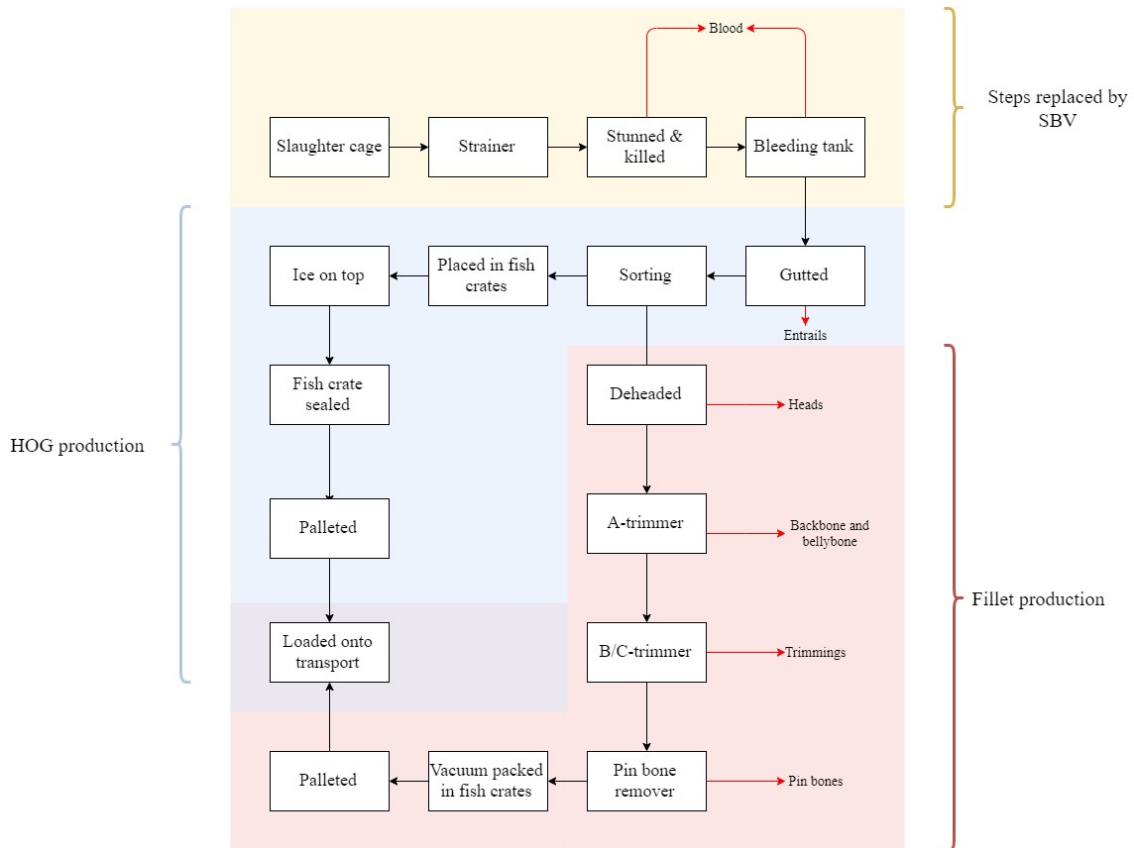 Blood
Steps replaced by
SBV
Slaughter cage
Strainer
Stunned &
killed
Bleeding tank
Ice on top
Placed in fish
crates
Sorting
Gutted
Entrails
Fish crate
sealed
Deheaded
Heads
HOG production
Palleted
A-trimmer
Backbone and
bellybone
Fillet production
Loaded onto
transport
B/C-trimmer
Trimmings
Palleted
Vacuum packed
in fish crates
Pin bone
remover
Pin bones